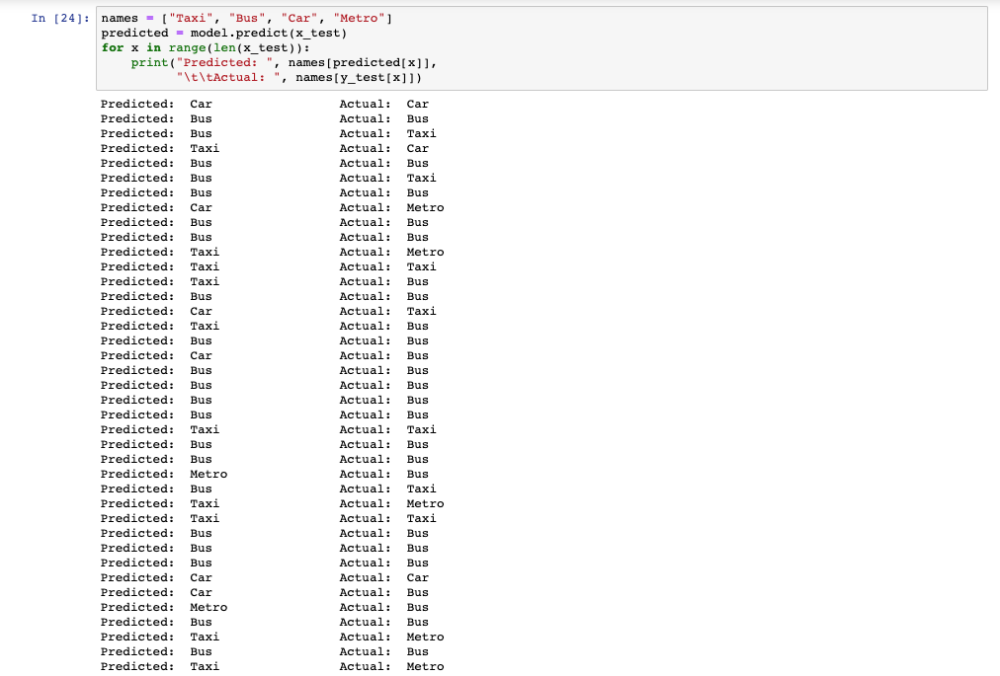 In [24]: names = ["Taxi", "Bus", "Car", "Metro"]
predicted = model.predict(x_test)
for x in range(len(x_test)):
    print("Predicted: ", names[predicted[x]],
          "\t\tActual: ", names[y_test[x]])
Predicted:  Car 		Actual:  Car
Predicted:  Bus 		Actual:  Bus
Predicted:  Bus 		Actual:  Taxi
Predicted:  Taxi 		Actual:  Car
Predicted:  Bus 		Actual:  Bus
Predicted:  Bus 		Actual:  Taxi
Predicted:  Bus 		Actual:  Bus
Predicted:  Car 		Actual:  Metro
Predicted:  Bus 		Actual:  Bus
Predicted:  Bus 		Actual:  Bus
Predicted:  Taxi 		Actual:  Metro
Predicted:  Taxi 		Actual:  Taxi
Predicted:  Taxi 		Actual:  Bus
Predicted:  Bus 		Actual:  Bus
Predicted:  Car 		Actual:  Taxi
Predicted:  Taxi 		Actual:  Bus
Predicted:  Bus 		Actual:  Bus
Predicted:  Car 		Actual:  Bus
Predicted:  Bus 		Actual:  Bus
Predicted:  Bus 		Actual:  Bus
Predicted:  Bus 		Actual:  Bus
Predicted:  Bus 		Actual:  Bus
Predicted:  Taxi 		Actual:  Taxi
Predicted:  Bus 		Actual:  Bus
Predicted:  Bus 		Actual:  Bus
Predicted:  Metro 		Actual:  Bus
Predicted:  Bus 		Actual:  Taxi
Predicted:  Taxi 		Actual:  Metro
Predicted:  Taxi 		Actual:  Taxi
Predicted:  Bus 		Actual:  Bus
Predicted:  Bus 		Actual:  Bus
Predicted:  Bus 		Actual:  Bus
Predicted:  Car 		Actual:  Car
Predicted:  Car 		Actual:  Bus
Predicted:  Metro 		Actual:  Bus
Predicted:  Bus 		Actual:  Bus
Predicted:  Taxi 		Actual:  Metro
Predicted:  Bus 		Actual:  Bus
Predicted:  Taxi 		Actual:  Metro